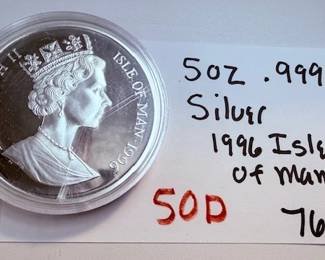 II
ISLE OF MAN 1996
5oz .999
Silver
1996 Isle
of Man
50D
76